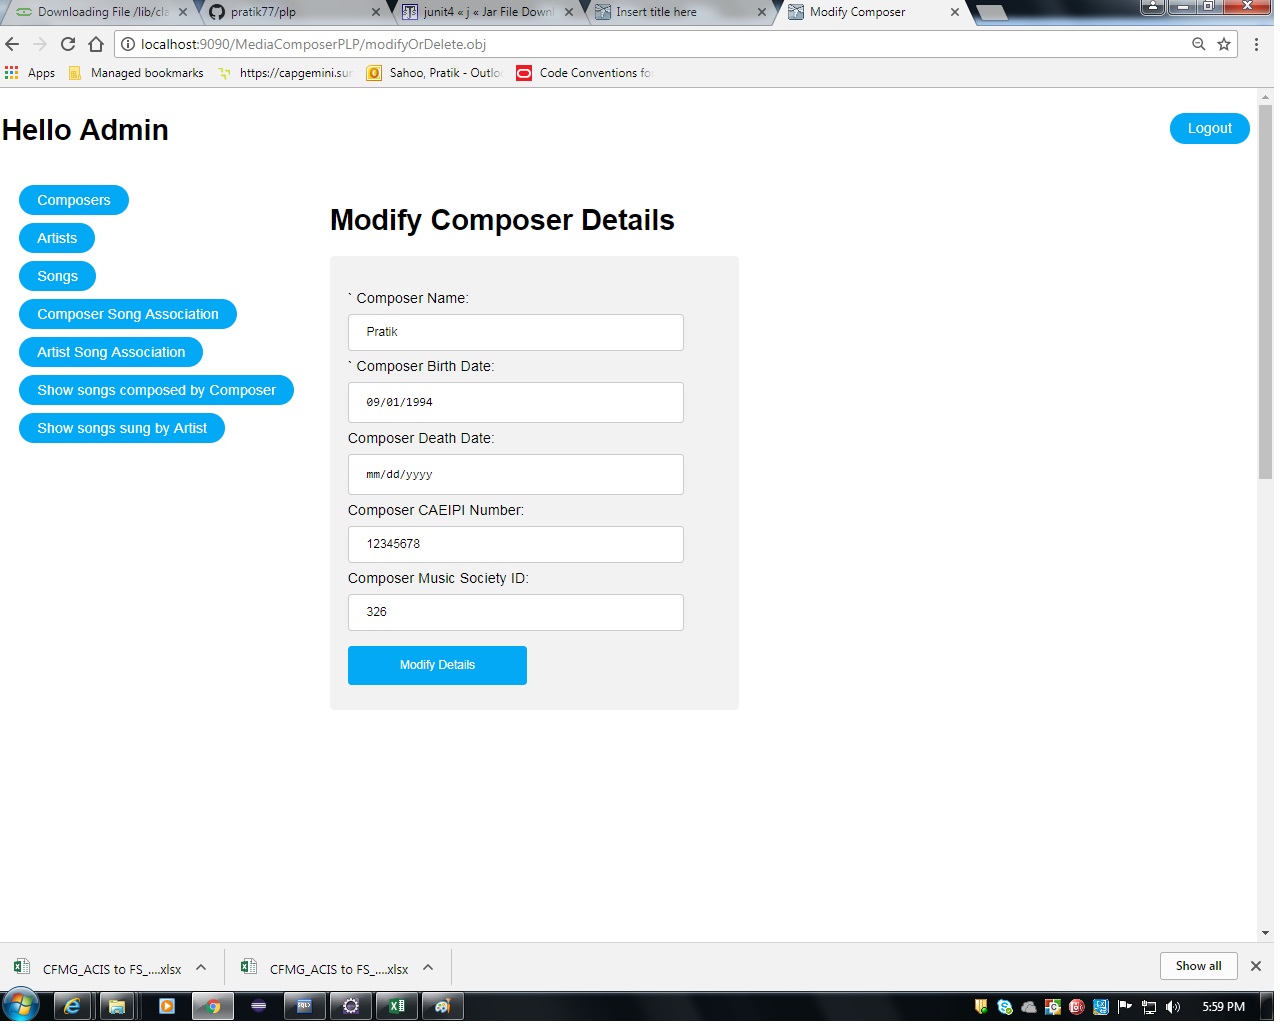 Downloading File /lib/cla
pratik77/plp
junit4 « j « Jar File Downl
Insert title here
Modify Composer
localhost:9090/MediaComposerPLP/modifyOrDelete.obj
Apps
Managed bookmarks
https://capgemini.sur
Sahoo, Pratik - Outlo
Code Conventions fo
Hello Admin
Logout
Composers
Artists
Songs
Composer Song Association
Artist Song Association
Show songs composed by Composer
Show songs sung by Artist
Modify Composer Details
` Composer Name:
Pratik
` Composer Birth Date:
09/01/1994
Composer Death Date:
mm/dd/yyyy
Composer CAEIPI Number:
12345678
Composer Music Society ID:
326
Modify Details
CFMG_ACIS to FS_....xlsx
CFMG_ACIS to FS_....xlsx
Show all
5:59 PM